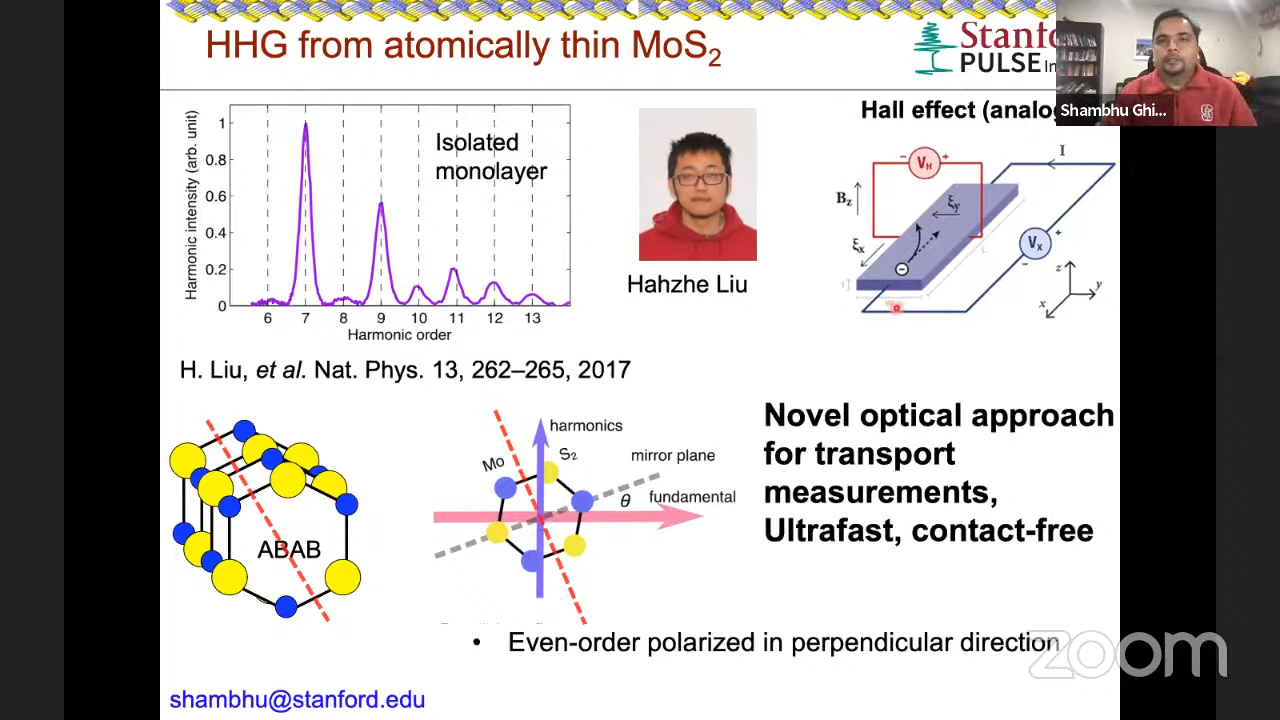 HHG from atomically thin MoS2
Stanf
PULSE In
Shambhu Ghi...
Harmonic intensity (arb. unit)
1
0.8
0.6
0.4
0.2
0
Isolated
monolayer
6 7 8 9 10 11 12 13
Harmonic order
Hahzhe Liu
Hall effect (analog
VH
I
Bz
ξy
ξx
Vx
+
−
z
y
x
H. Liu, et al. Nat. Phys. 13, 262–265, 2017
ABAB
harmonics
Mo
S2
mirror plane
θ
fundamental
Novel optical approach
for transport
measurements,
Ultrafast, contact-free
• Even-order polarized in perpendicular direction
zoom
shambhu@stanford.edu